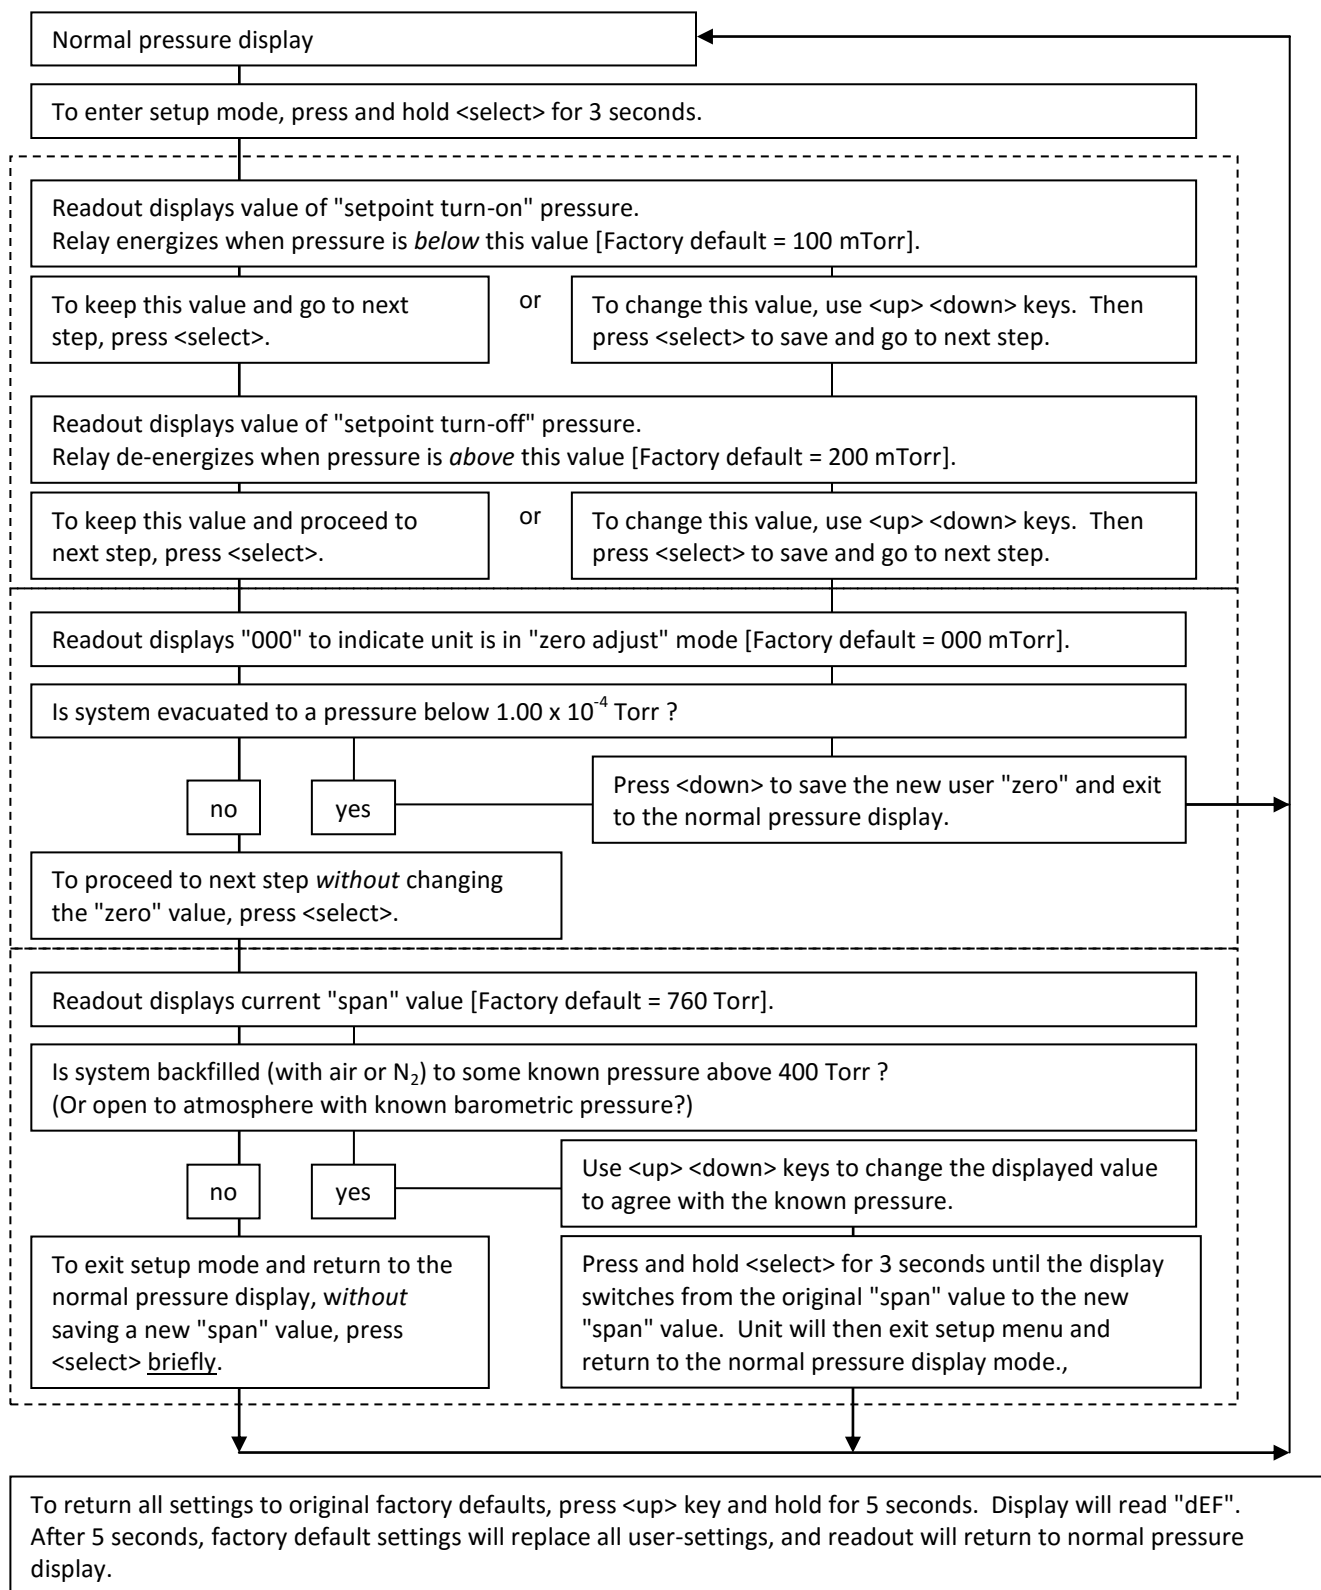 Normal pressure display
To enter setup mode, press and hold <select> for 3 seconds.
Readout displays value of "setpoint turn-on" pressure.
Relay energizes when pressure is below this value [Factory default = 100 mTorr].
To keep this value and go to next
step, press <select>.
or
To change this value, use <up> <down> keys.  Then
press <select> to save and go to next step.
Readout displays value of "setpoint turn-off" pressure.
Relay de-energizes when pressure is above this value [Factory default = 200 mTorr].
To keep this value and proceed to
next step, press <select>.
or
To change this value, use <up> <down> keys.  Then
press <select> to save and go to next step.
Readout displays "000" to indicate unit is in "zero adjust" mode [Factory default = 000 mTorr].
Is system evacuated to a pressure below 1.00 x 10⁻⁴ Torr ?
no
yes
Press <down> to save the new user "zero" and exit
to the normal pressure display.
To proceed to next step without changing
the "zero" value, press <select>.
Readout displays current "span" value [Factory default = 760 Torr].
Is system backfilled (with air or N₂) to some known pressure above 400 Torr ?
(Or open to atmosphere with known barometric pressure?)
no
yes
Use <up> <down> keys to change the displayed value
to agree with the known pressure.
To exit setup mode and return to the
normal pressure display, without
saving a new "span" value, press
<select> briefly.
Press and hold <select> for 3 seconds until the display
switches from the original "span" value to the new
"span" value.  Unit will then exit setup menu and
return to the normal pressure display mode.,
To return all settings to original factory defaults, press <up> key and hold for 5 seconds.  Display will read "dEF".
After 5 seconds, factory default settings will replace all user-settings, and readout will return to normal pressure
display.